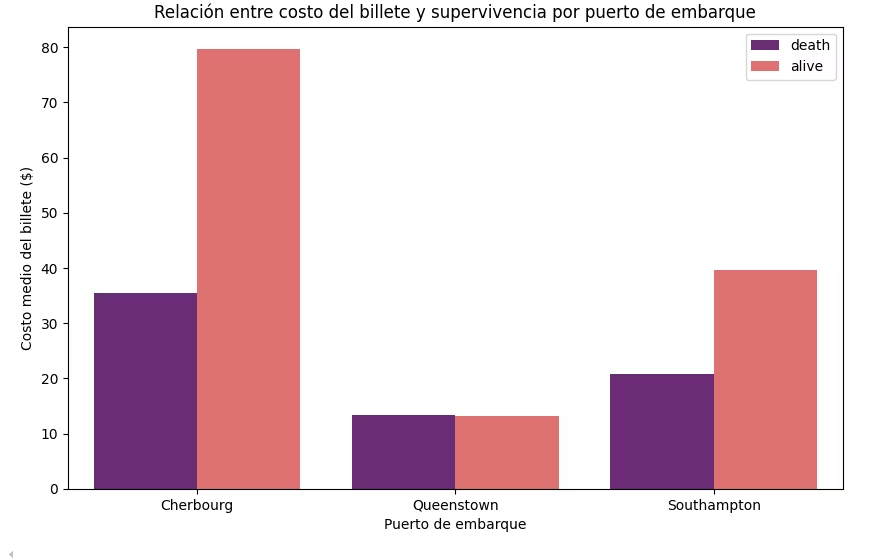 Relación entre costo del billete y supervivencia por puerto de embarque
death
alive
Costo medio del billete ($)
80
70
60
50
40
30
20
10
0
Cherbourg
Queenstown
Southampton
Puerto de embarque